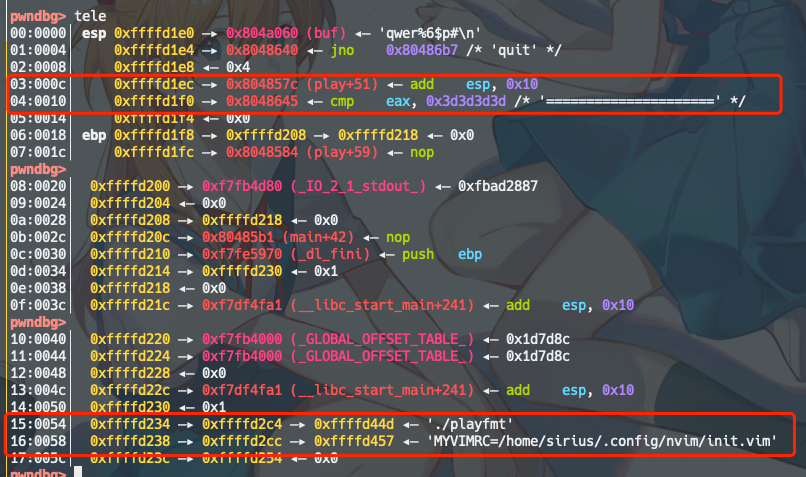 pwndbg> tele
00:0000│ esp 0xffffd1e0 —▸ 0x804a060 (buf) ◂— 'qwer%6$p#\n'
01:0004│     0xffffd1e4 —▸ 0x8048640 ◂— jno    0x80486b7 /* 'quit' */
02:0008│     0xffffd1e8 ◂— 0x4
03:000c│     0xffffd1ec —▸ 0x804857c (play+51) ◂— add    esp, 0x10
04:0010│     0xffffd1f0 —▸ 0x8048645 ◂— cmp    eax, 0x3d3d3d3d /* '=====================' */
05:0014│     0xffffd1f4 ◂— 0x0
06:0018│ ebp 0xffffd1f8 —▸ 0xffffd208 —▸ 0xffffd218 ◂— 0x0
07:001c│     0xffffd1fc —▸ 0x8048584 (play+59) ◂— nop
pwndbg>
08:0020│  0xffffd200 —▸ 0xf7fb4d80 (_IO_2_1_stdout_) ◂— 0xfbad2887
09:0024│  0xffffd204 ◂— 0x0
0a:0028│  0xffffd208 —▸ 0xffffd218 ◂— 0x0
0b:002c│  0xffffd20c —▸ 0x80485b1 (main+42) ◂— nop
0c:0030│  0xffffd210 —▸ 0xf7fe5970 (_dl_fini) ◂— push   ebp
0d:0034│  0xffffd214 —▸ 0xffffd230 ◂— 0x1
0e:0038│  0xffffd218 ◂— 0x0
0f:003c│  0xffffd21c —▸ 0xf7df4fa1 (__libc_start_main+241) ◂— add    esp, 0x10
pwndbg>
10:0040│  0xffffd220 —▸ 0xf7fb4000 (_GLOBAL_OFFSET_TABLE_) ◂— 0x1d7d8c
11:0044│  0xffffd224 —▸ 0xf7fb4000 (_GLOBAL_OFFSET_TABLE_) ◂— 0x1d7d8c
12:0048│  0xffffd228 ◂— 0x0
13:004c│  0xffffd22c —▸ 0xf7df4fa1 (__libc_start_main+241) ◂— add    esp, 0x10
14:0050│  0xffffd230 ◂— 0x1
15:0054│  0xffffd234 —▸ 0xffffd2c4 —▸ 0xffffd44d ◂— './playfmt'
16:0058│  0xffffd238 —▸ 0xffffd2cc —▸ 0xffffd457 ◂— 'MYVIMRC=/home/sirius/.config/nvim/init.vim'
17:005c│  0xffffd23c —▸ 0xffffd254 ◂— 0x0
pwndbg>